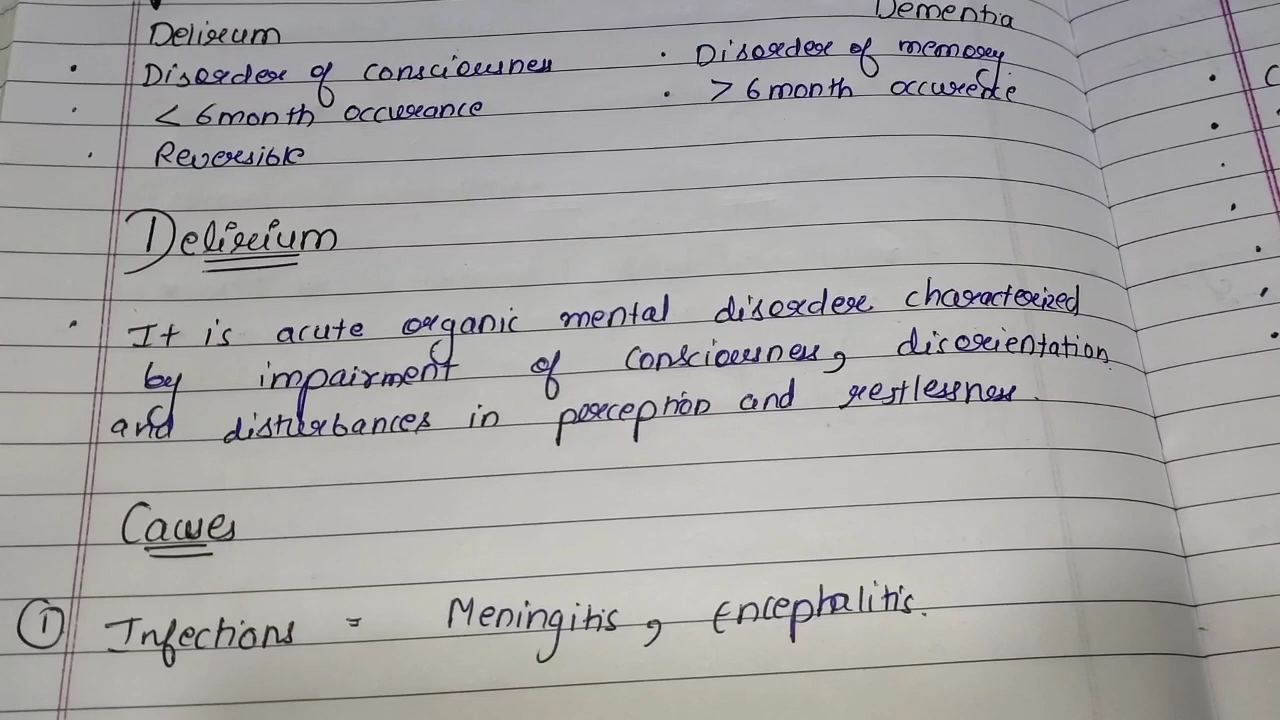 Delireum
Dementia
• Disorder of consciousness
• Disorder of memory
• < 6 month occurance
• > 6 month occurence
• Reversible
Delirium
• It is acute organic mental disorder characterized
by impairment of consciousness, disorientation
and disturbances in perception and restlessness.
Causes
① Infections = Meningitis, Encephalitis.